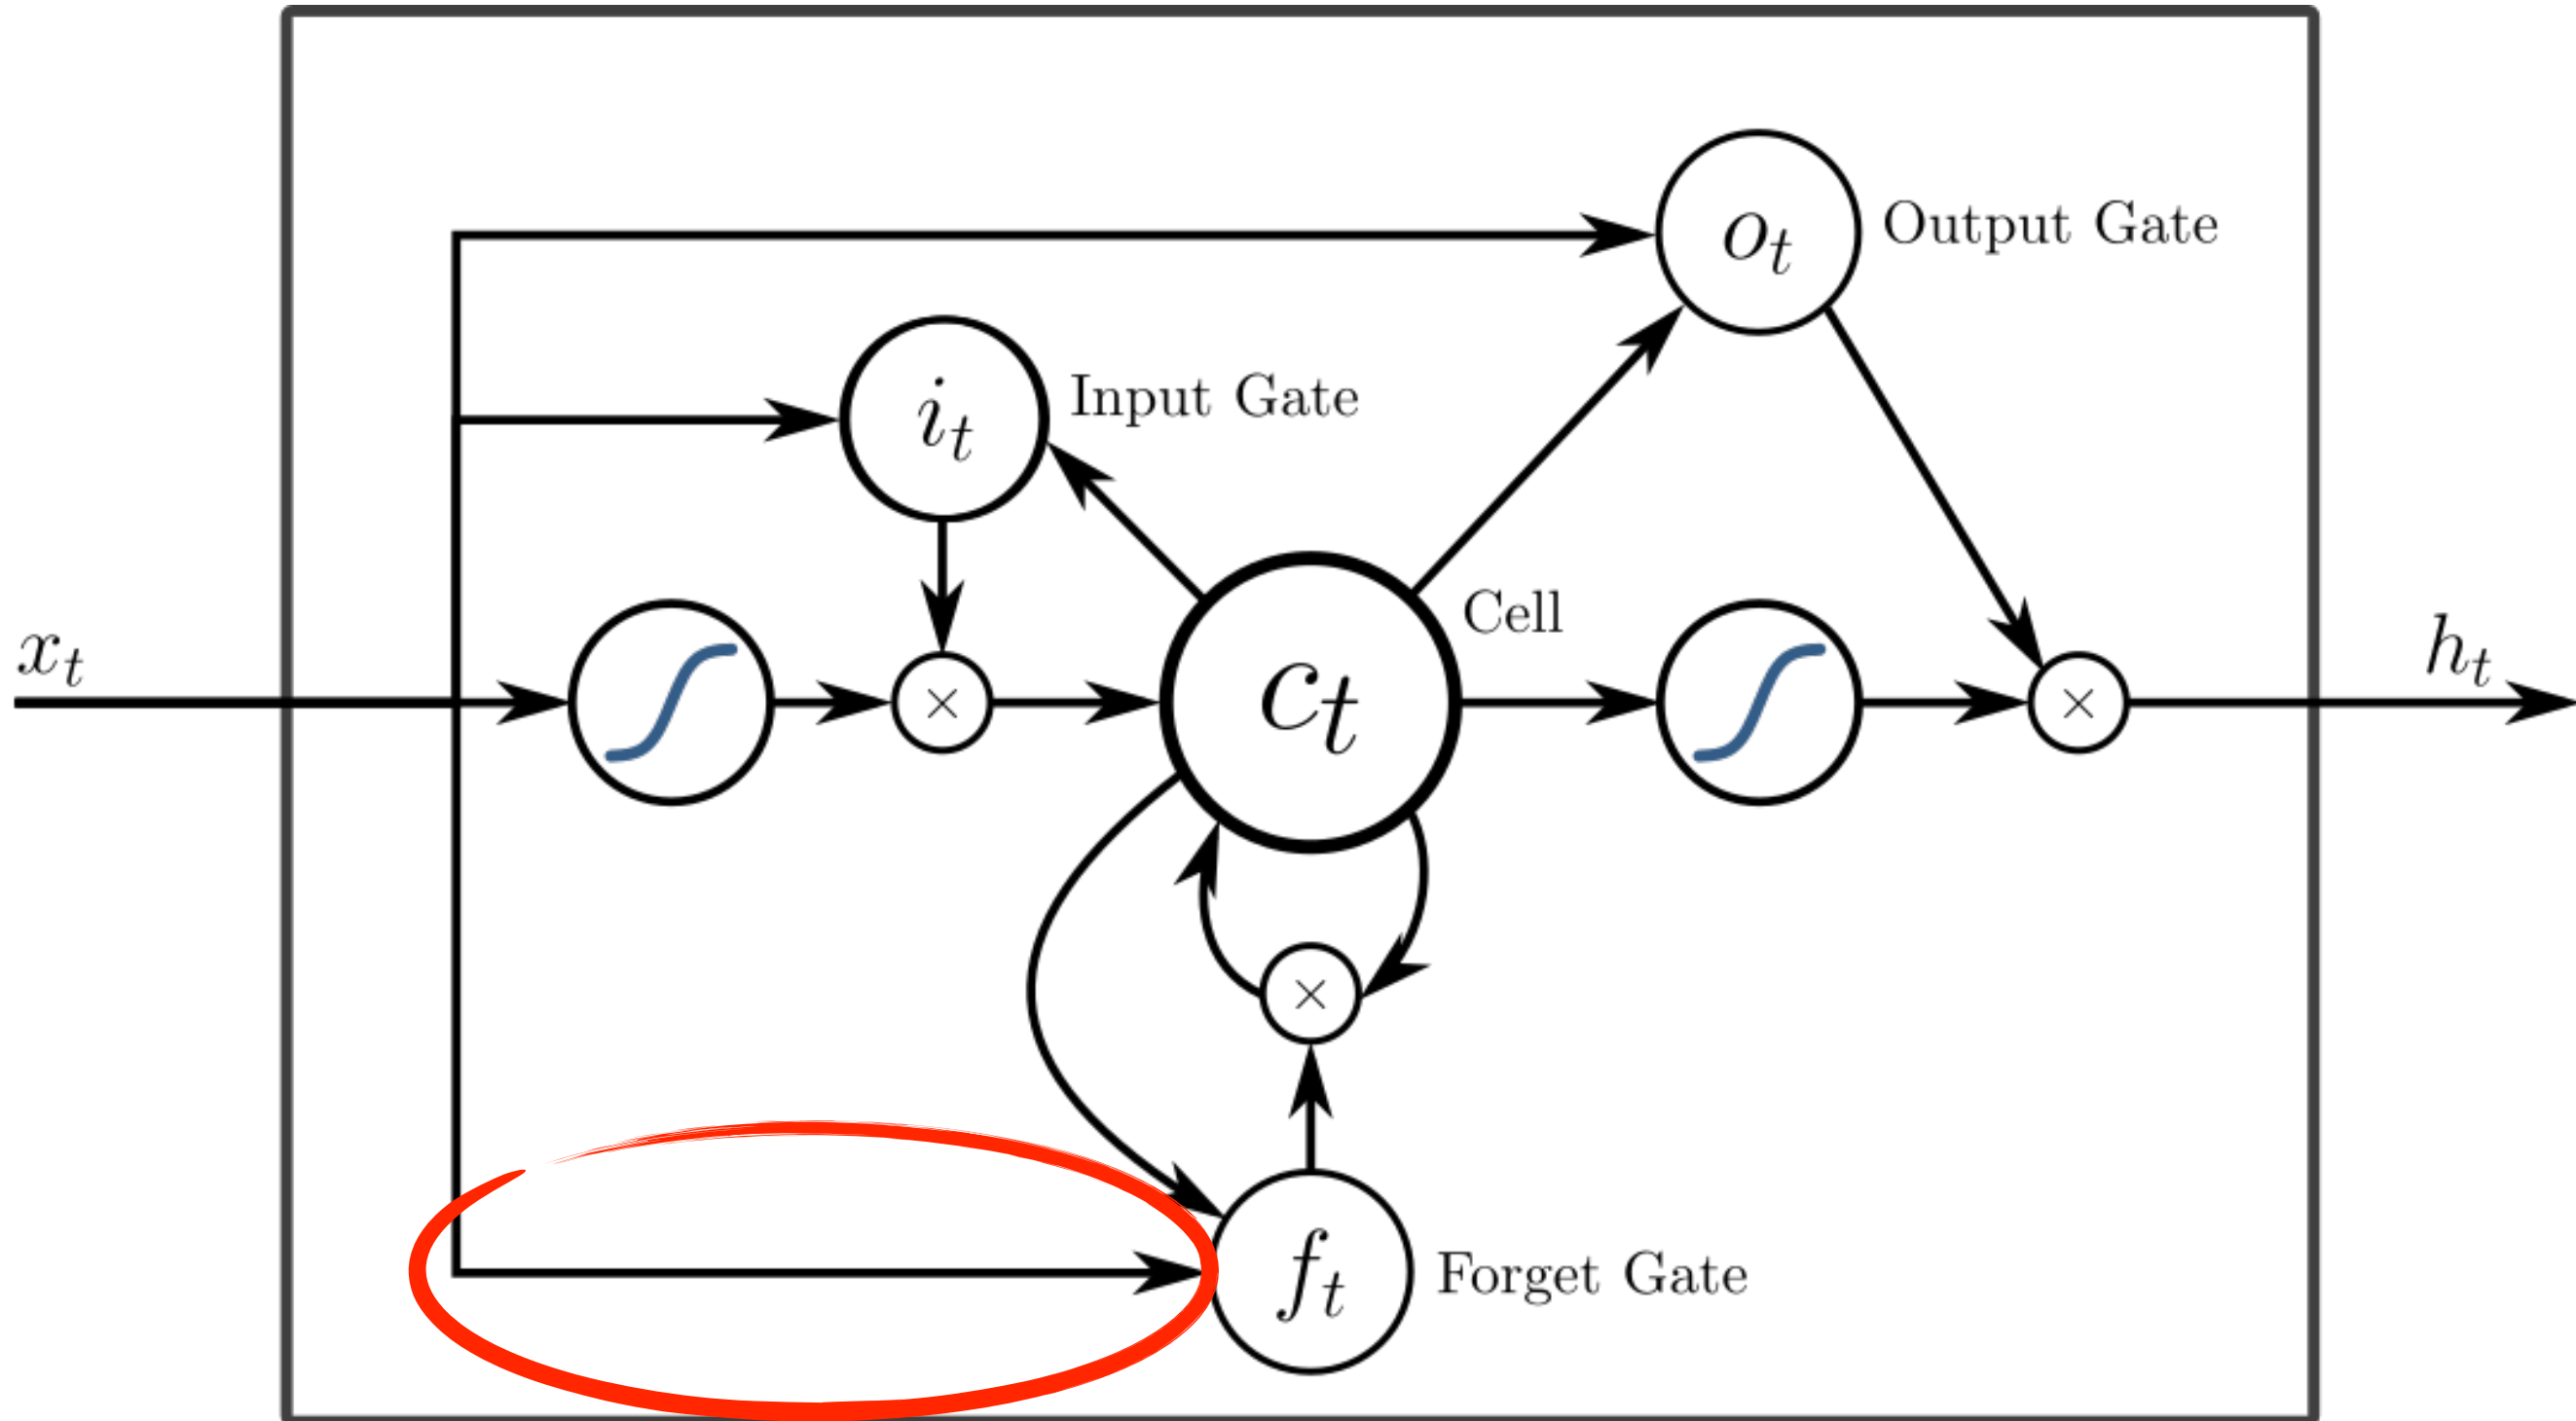 o_t Output Gate
i_t Input Gate
Cell
x_t
×
c_t
×
h_t
×
f_t Forget Gate